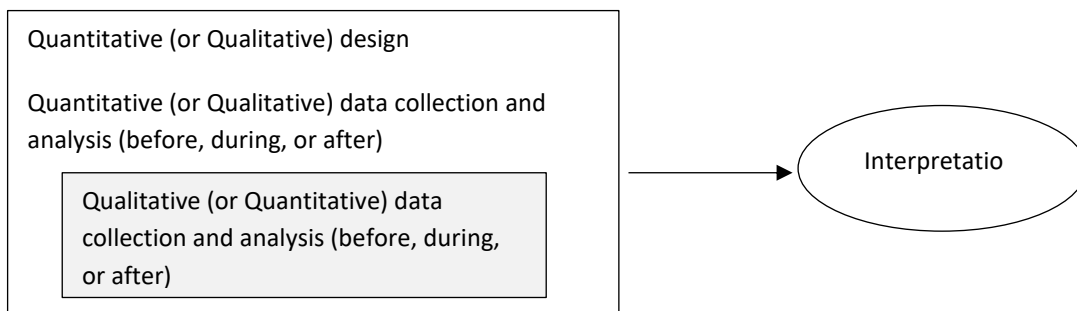 Quantitative (or Qualitative) design
Quantitative (or Qualitative) data collection and
analysis (before, during, or after)
Qualitative (or Quantitative) data
collection and analysis (before, during,
or after)
Interpretatio